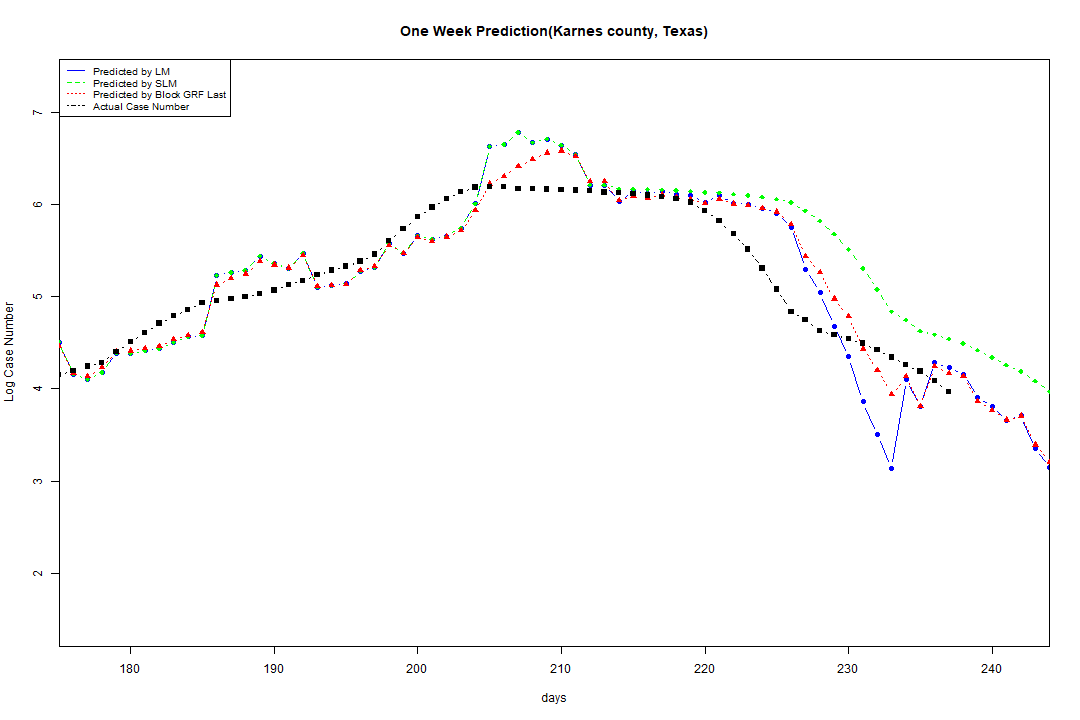 One Week Prediction(Karnes county, Texas)
Predicted by LM
Predicted by SLM
Predicted by Block GRF Last
Actual Case Number
7
6
5
4
3
2
Log Case Number
180 190 200 210 220 230 240
days